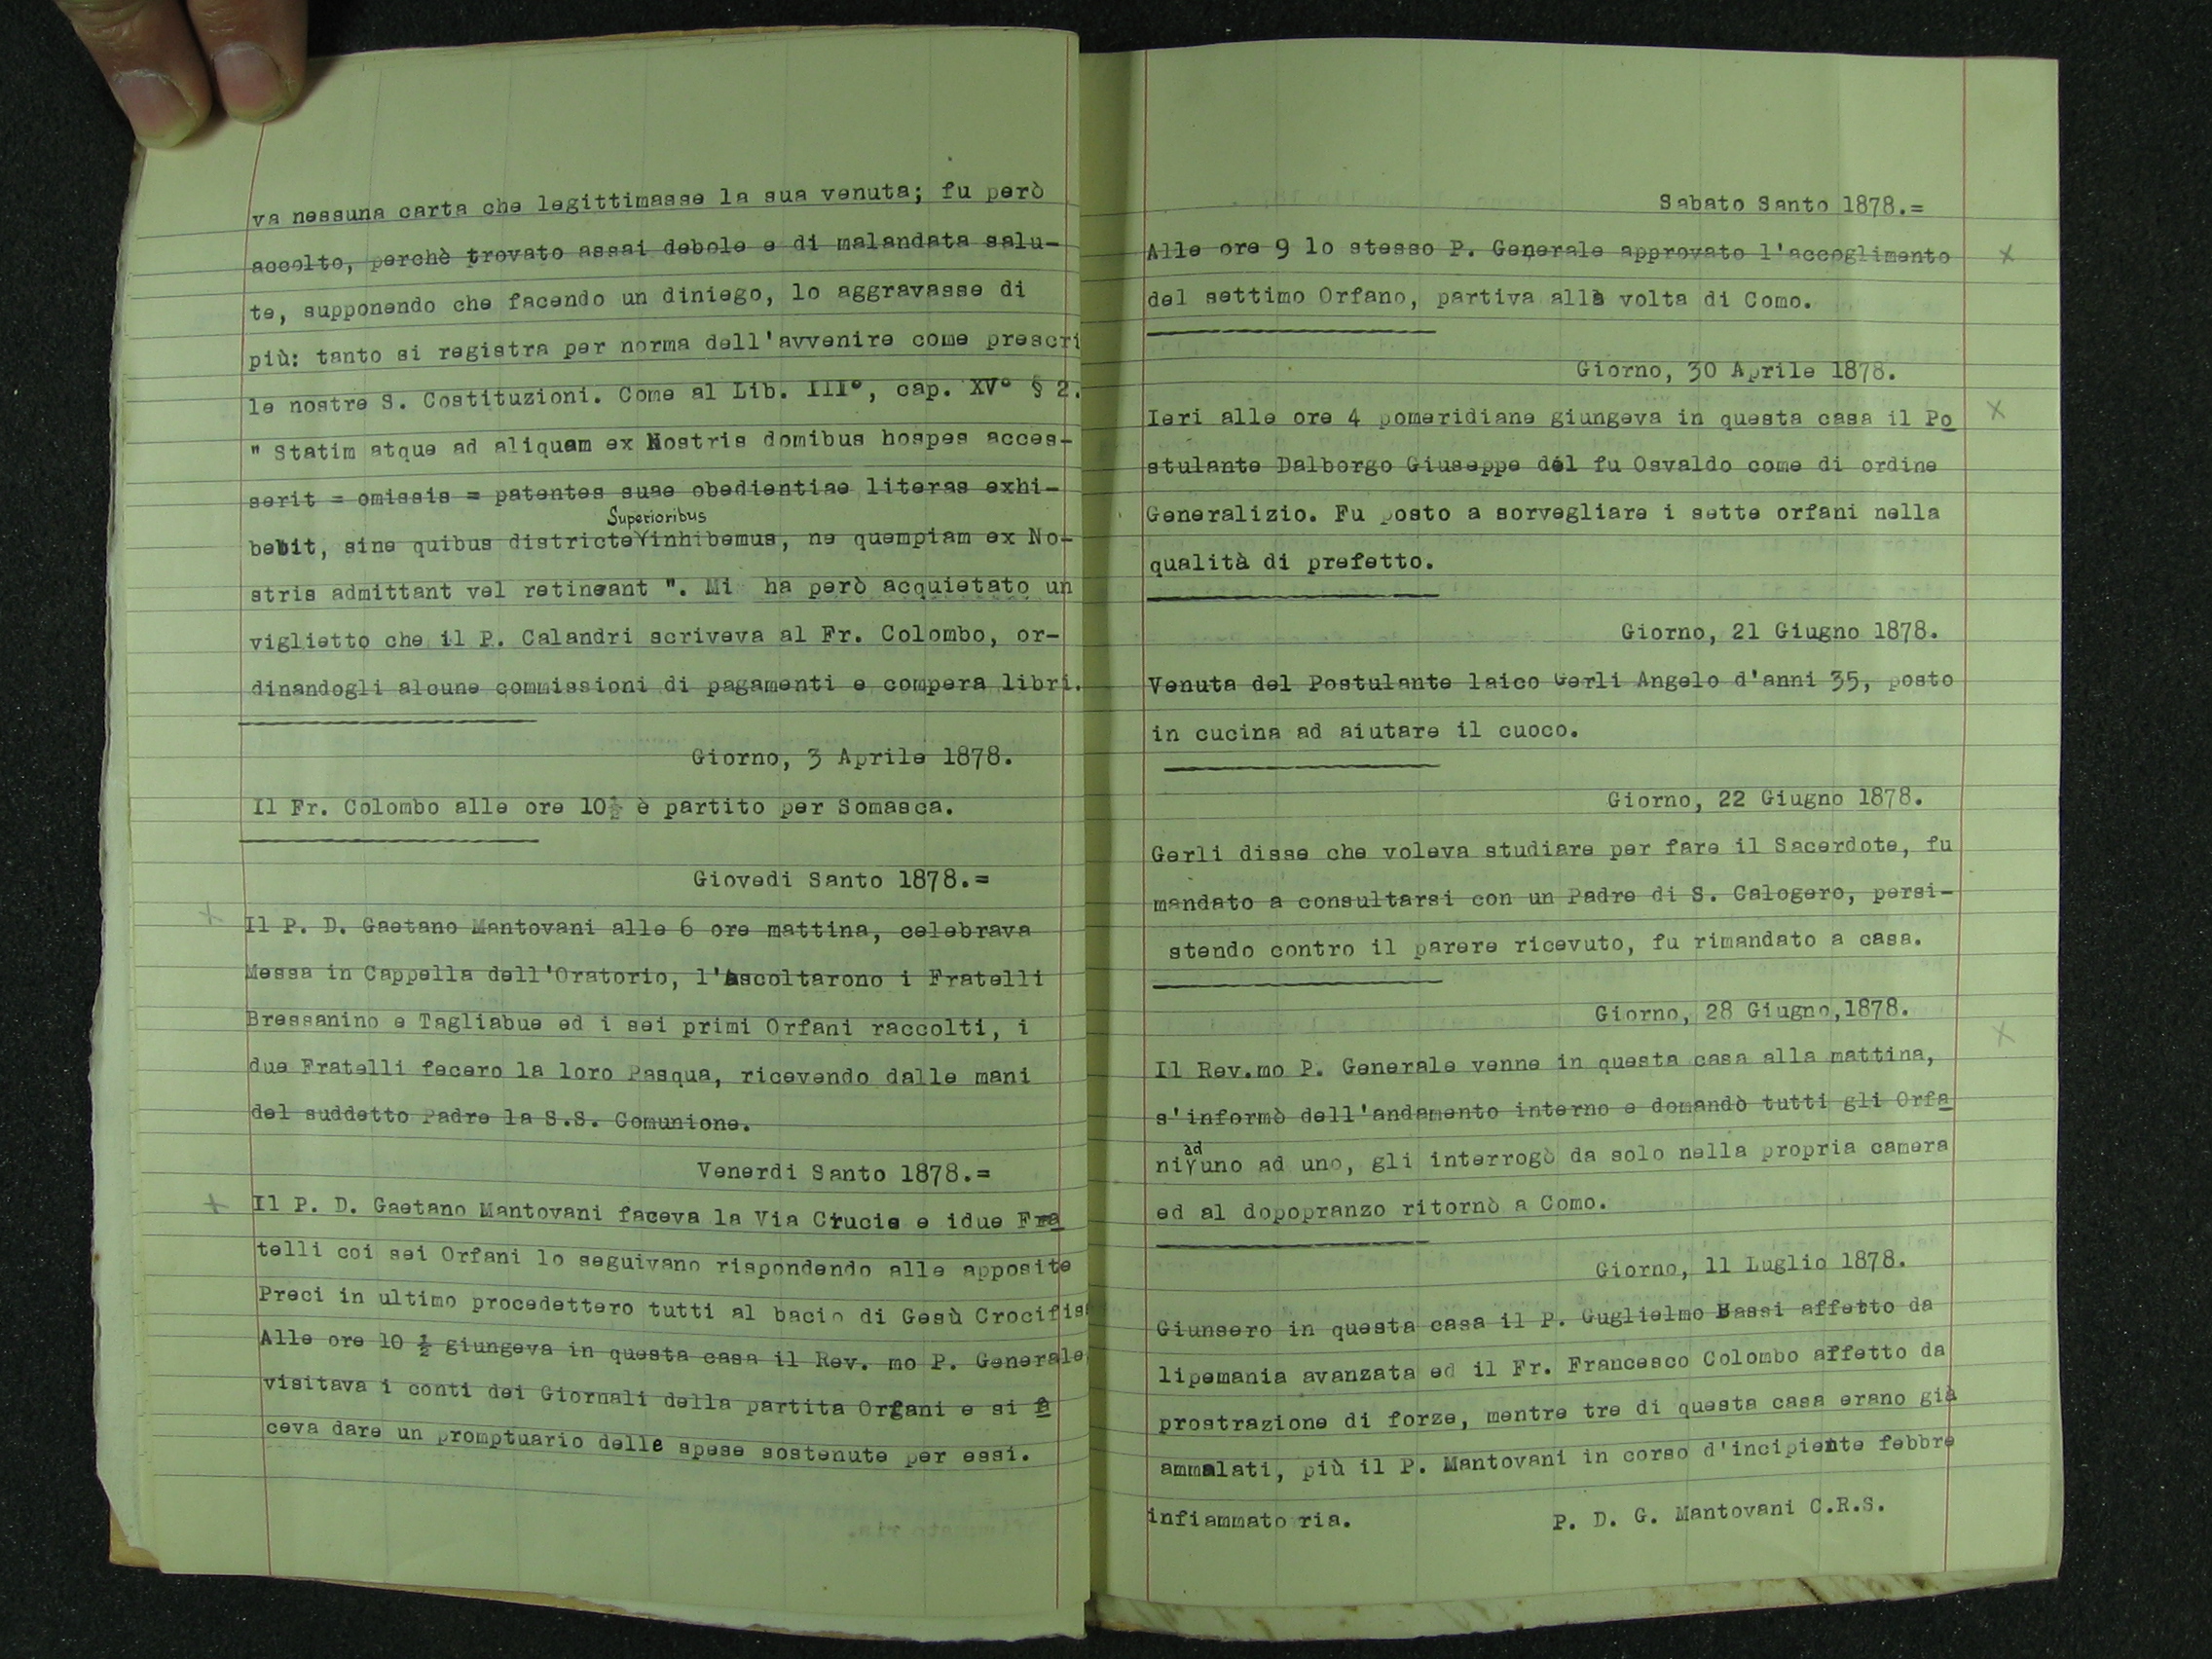 va nessuna carta che legittimasse la sua venuta; fu però
accolto, perchè trovato assai debole e di malandata salu-
te, supponendo che facendo un diniego, lo aggravasse di
più: tanto si registra per norma dell'avvenire come prescri
le nostre S. Costituzioni. Come al Lib. III°, cap. XV° § 2.
" Statim atque ad aliquam ex Nostris domibus hospes acces-
serit = omissis = patentes suae obedientiae literas exhi-
Superioribus
bebit, sine quibus districte inhibemus, ne quempiam ex No-
stris admittant vel retineant ". Mi ha però acquietato un
viglietto che il P. Calandri scriveva al Fr. Colombo, or-
dinandogli alcune commissioni di pagamenti e compera libri.
Giorno, 3 Aprile 1878.
Il Fr. Colombo alle ore 10½ è partito per Somasca.
Giovedi Santo 1878.=
Il P. D. Gaetano Mantovani alle 6 ore mattina, celebrava
Messa in Cappella dell'Oratorio, l'Ascoltarono i Fratelli
Bressanino e Tagliabue ed i sei primi Orfani raccolti, i
due Fratelli fecero la loro Pasqua, ricevendo dalle mani
del suddetto Padre la S.S. Comunione.
Venerdi Santo 1878.=
Il P. D. Gaetano Mantovani faceva la Via Crucis e idue Fra
telli coi sei Orfani lo seguivano rispondendo alle apposite
Preci in ultimo procedettero tutti al bacio di Gesù Crocifis
Alle ore 10 ½ giungeva in questa casa il Rev. mo P. Generale
visitava i conti dei Giornali della partita Orfani e si fa
ceva dare un promptuario delle spese sostenute per essi.
Sabato Santo 1878.=
Alle ore 9 lo stesso P. Generale approvato l'accoglimento
del settimo Orfano, partiva alla volta di Como.
Giorno, 30 Aprile 1878.
Ieri alle ore 4 pomeridiane giungeva in questa casa il Po
stulante Dalborgo Giuseppe del fu Osvaldo come di ordine
Generalizio. Fu posto a sorvegliare i sette orfani nella
qualità di prefetto.
Giorno, 21 Giugno 1878.
Venuta del Postulante laico Gerli Angelo d'anni 35, posto
in cucina ad aiutare il cuoco.
Giorno, 22 Giugno 1878.
Gerli disse che voleva studiare per fare il Sacerdote, fu
mandato a consultarsi con un Padre di S. Calogero, persi-
stendo contro il parere ricevuto, fu rimandato a casa.
Giorno, 28 Giugno,1878.
Il Rev.mo P. Generale venne in questa casa alla mattina,
s'informò dell'andamento interno e domandò tutti gli Orfa
ad
ni uno ad uno, gli interrogò da solo nella propria camera
ed al dopopranzo ritornò a Como.
Giorno, 11 Luglio 1878.
Giunsero in questa casa il P. Guglielmo Bassi affetto da
lipemania avanzata ed il Fr. Francesco Colombo affetto da
prostrazione di forze, mentre tre di questa casa erano già
ammalati, più il P. Mantovani in corso d'incipiente febbre
infiammatoria. P. D. G. Mantovani C.R.S.